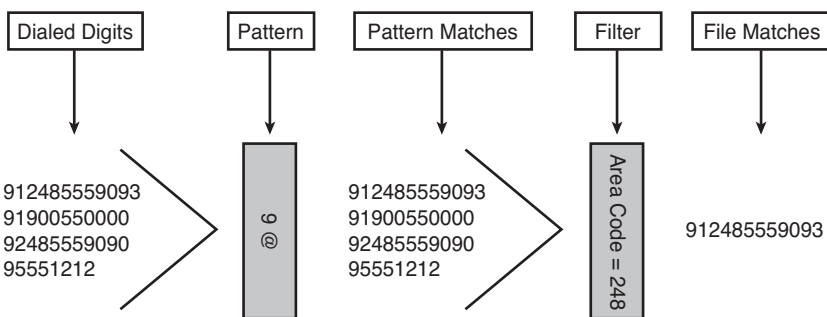 Dialed Digits
Pattern
Pattern Matches
Filter
File Matches
912485559093
91900550000
92485559090
95551212
9 @
912485559093
91900550000
92485559090
95551212
Area Code = 248
912485559093